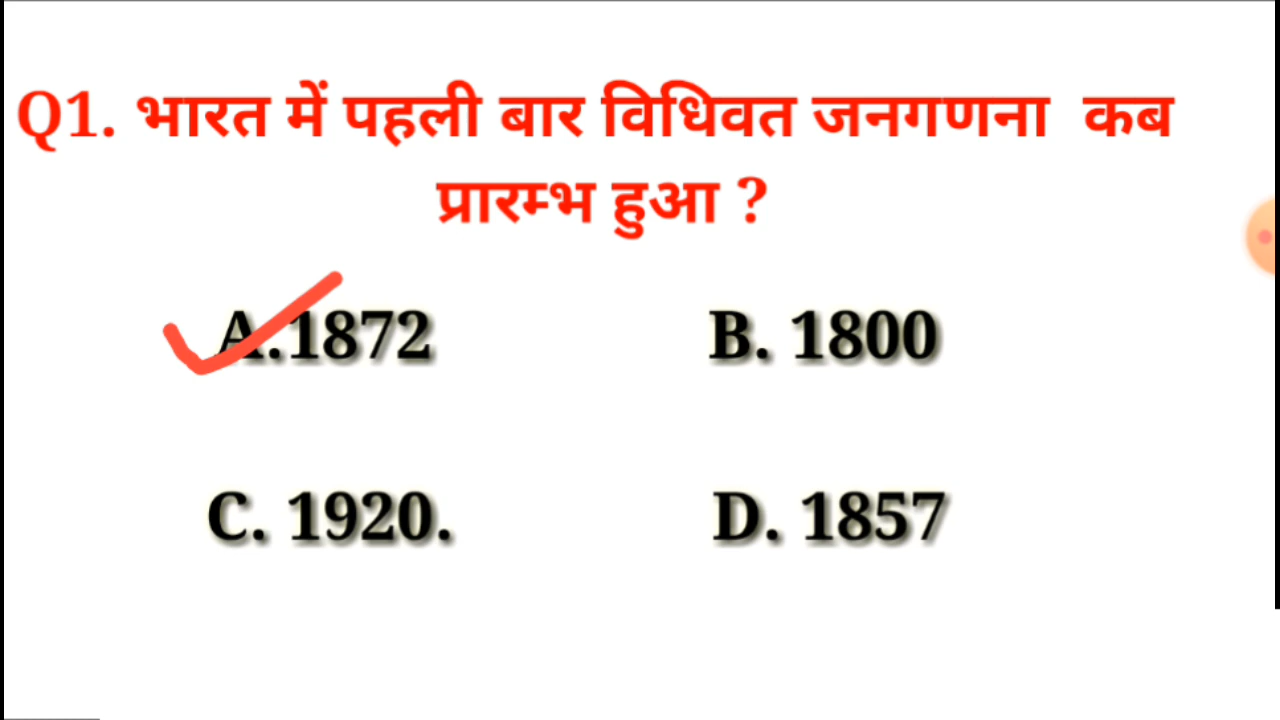 Q1. भारत में पहली बार विधिवत जनगणना कब
प्रारम्भ हुआ ?
A.1872 B. 1800
C. 1920. D. 1857